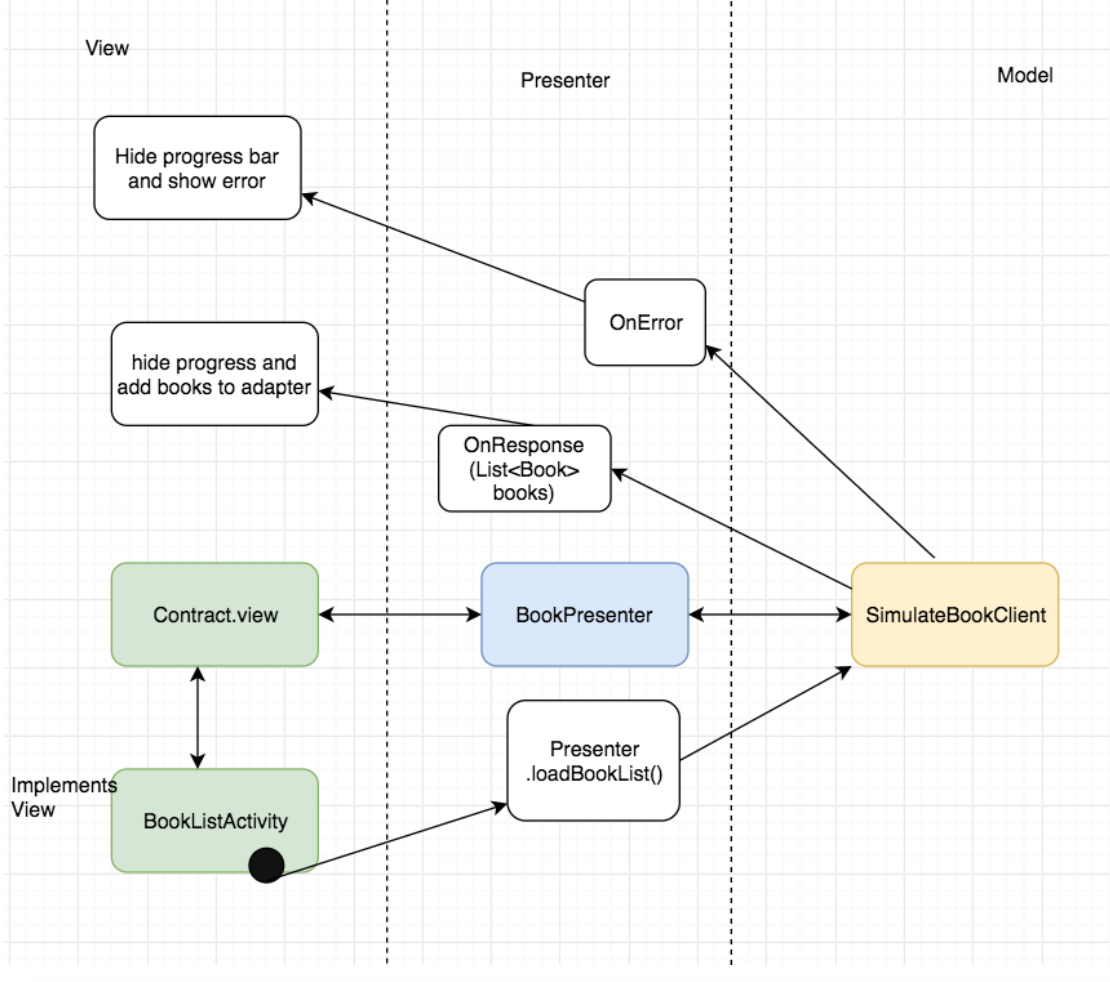 View
Presenter
Model
Hide progress bar
and show error
OnError
hide progress and
add books to adapter
OnResponse
(List<Book>
books)
Contract.view
BookPresenter
SimulateBookClient
Presenter
.loadBookList()
Implements
View
BookListActivity